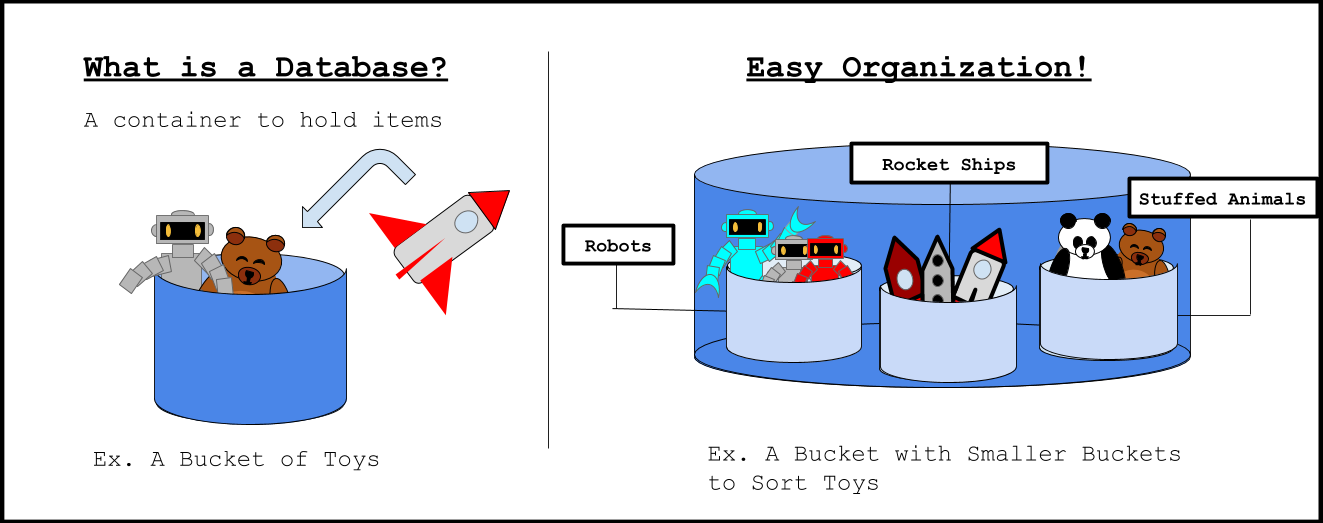 What is a Database?
A container to hold items
Ex. A Bucket of Toys
Easy Organization!
Rocket Ships
Stuffed Animals
Robots
Ex. A Bucket with Smaller Buckets
to Sort Toys